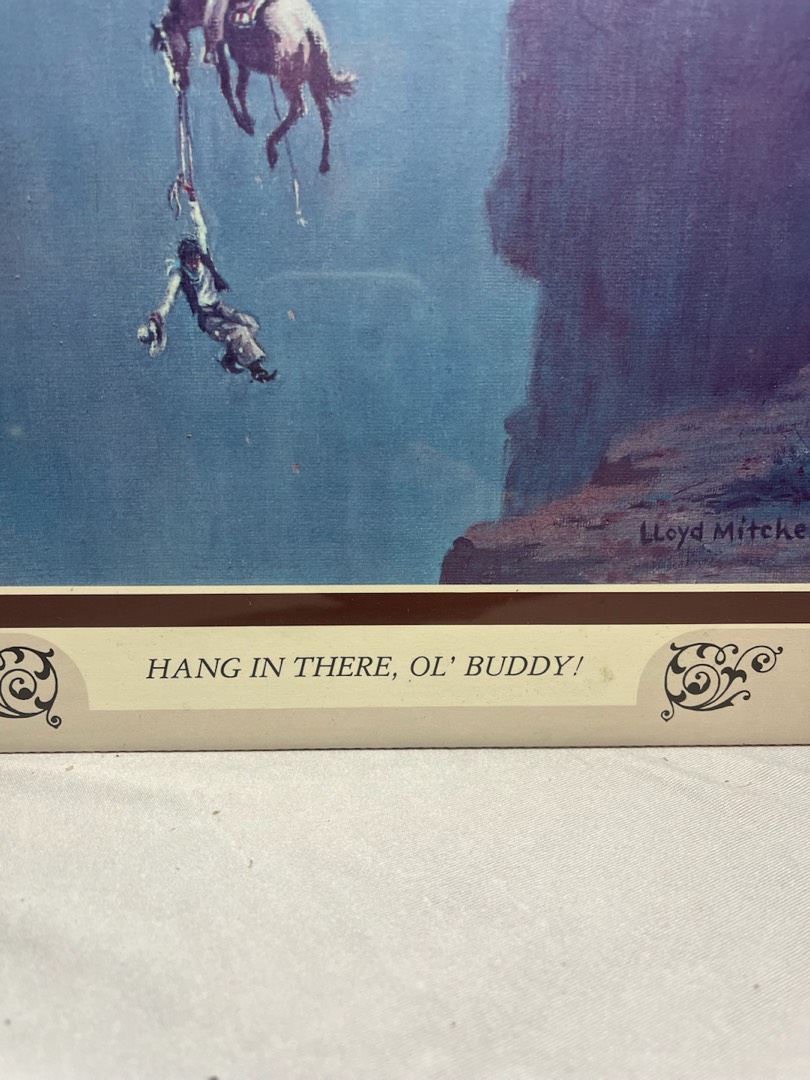 LLoyd Mitche
HANG IN THERE, OL' BUDDY!